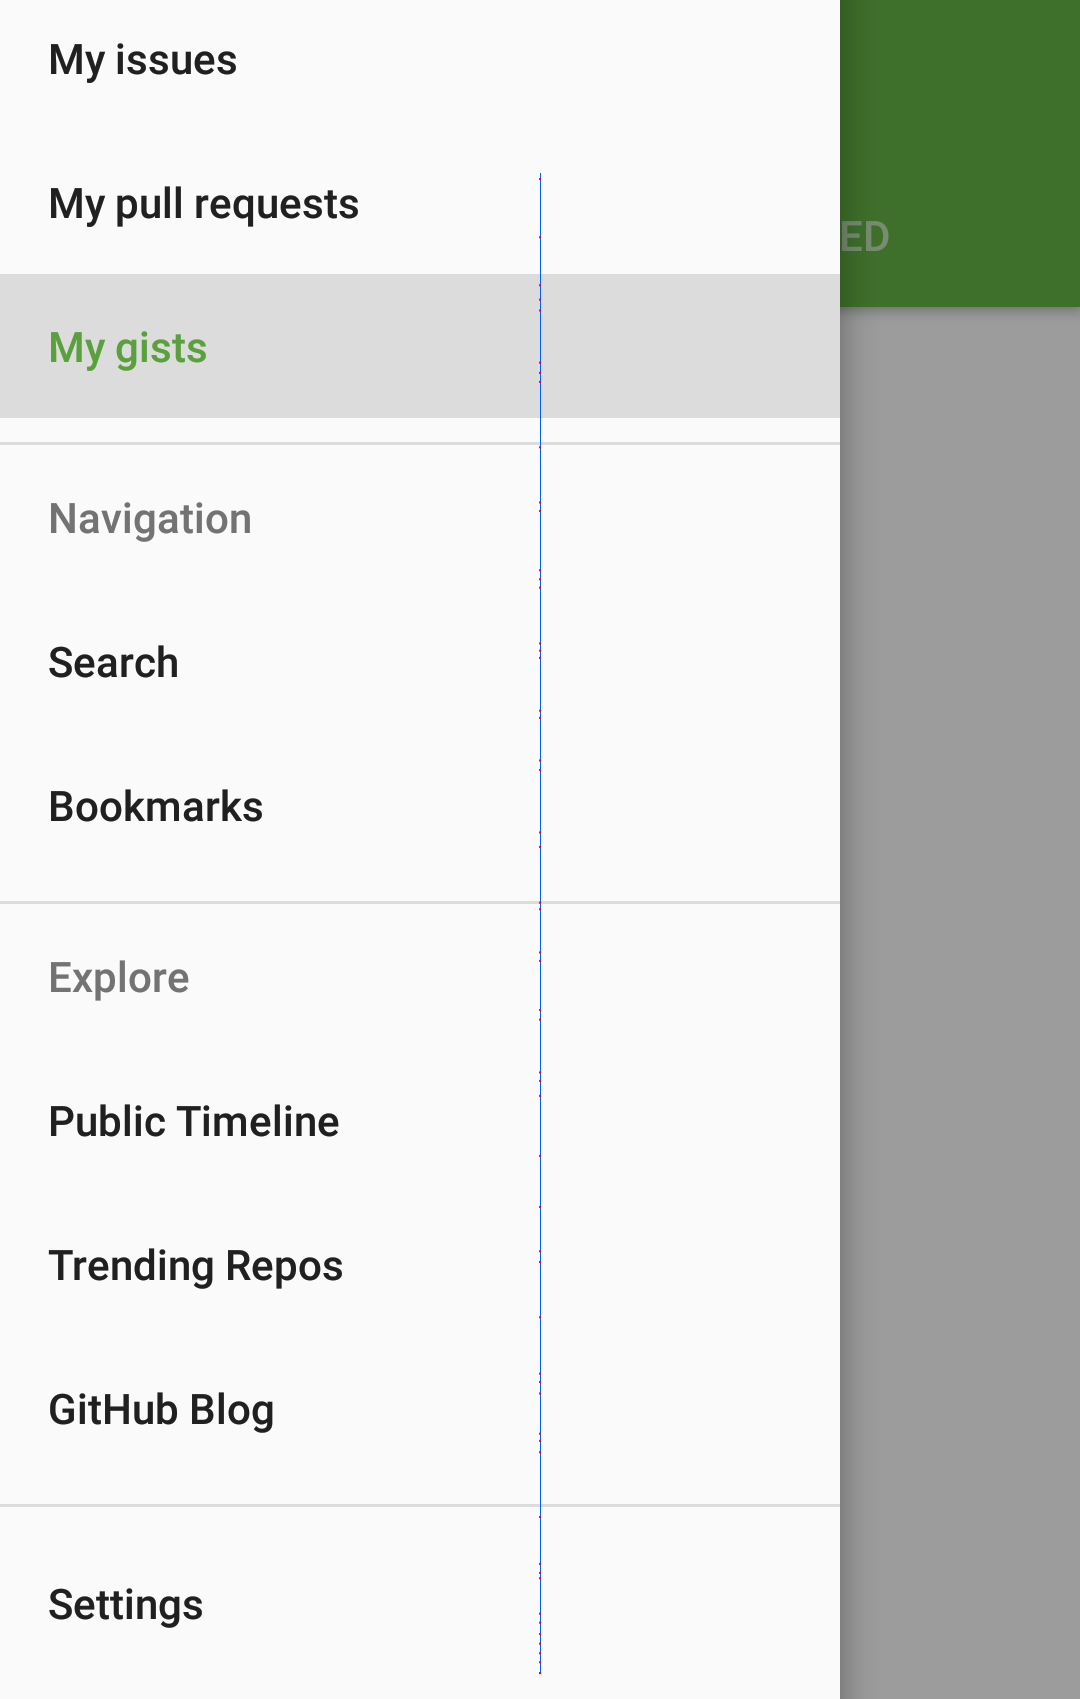 My issues
My pull requests
ED
My gists
Navigation
Search
Bookmarks
Explore
Public Timeline
Trending Repos
GitHub Blog
Settings